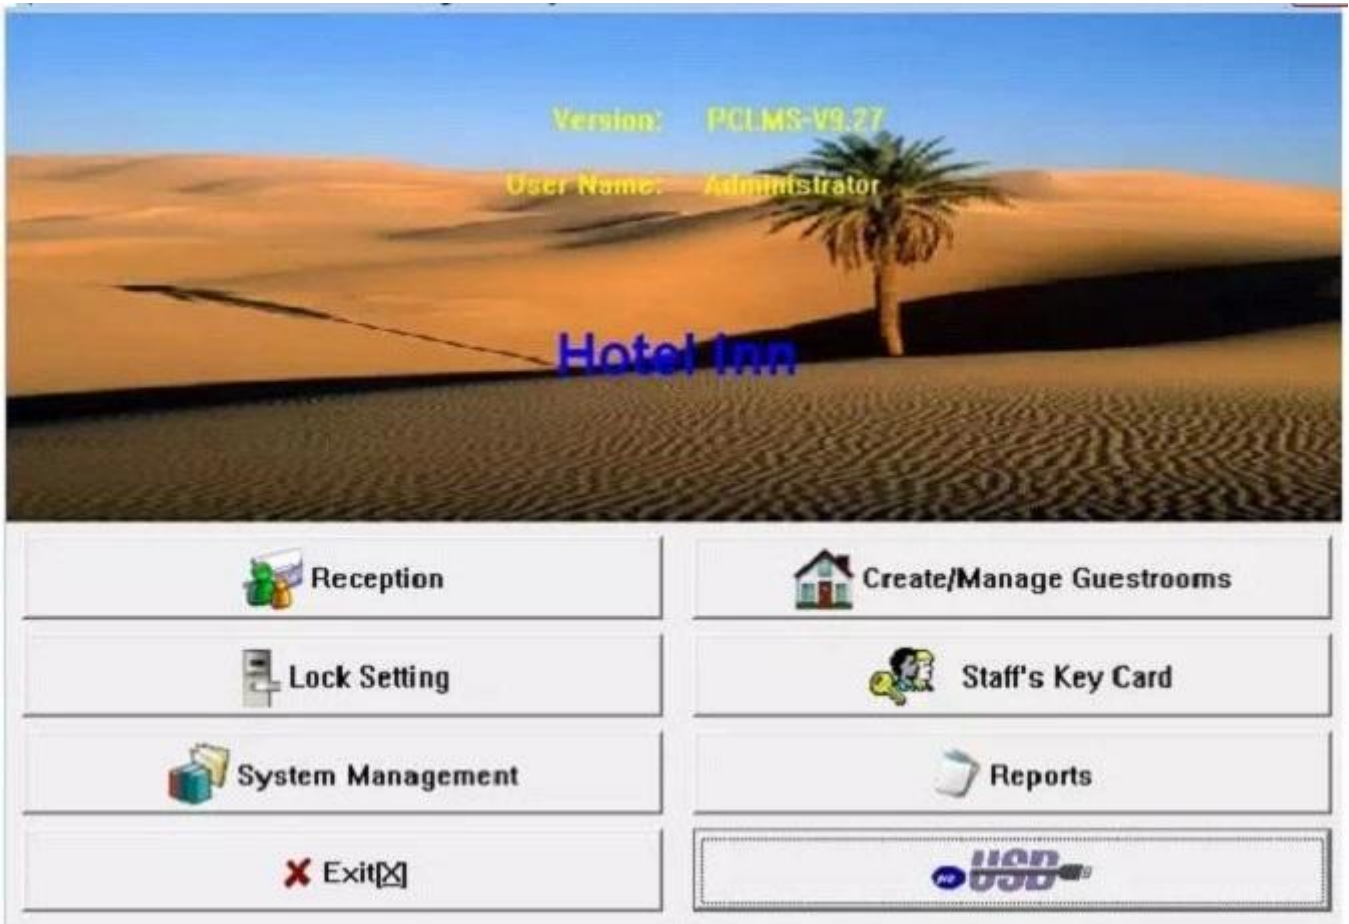 Version: PCLMS-V9.27
User Name: Administrator
Hotel Inn
Reception
Create/Manage Guestrooms
Lock Setting
Staff's Key Card
System Management
Reports
Exit[X]
USB